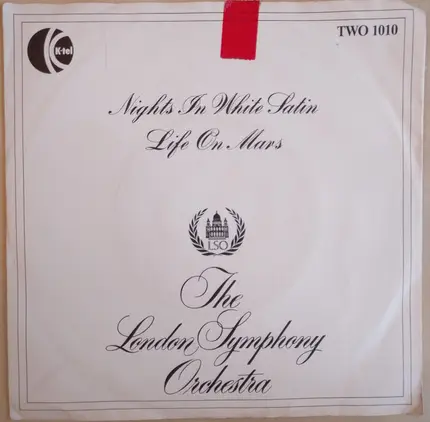 K-tel
TWO 1010
Nights In White Satin
Life On Mars
LSO
The
London Symphony
Orchestra